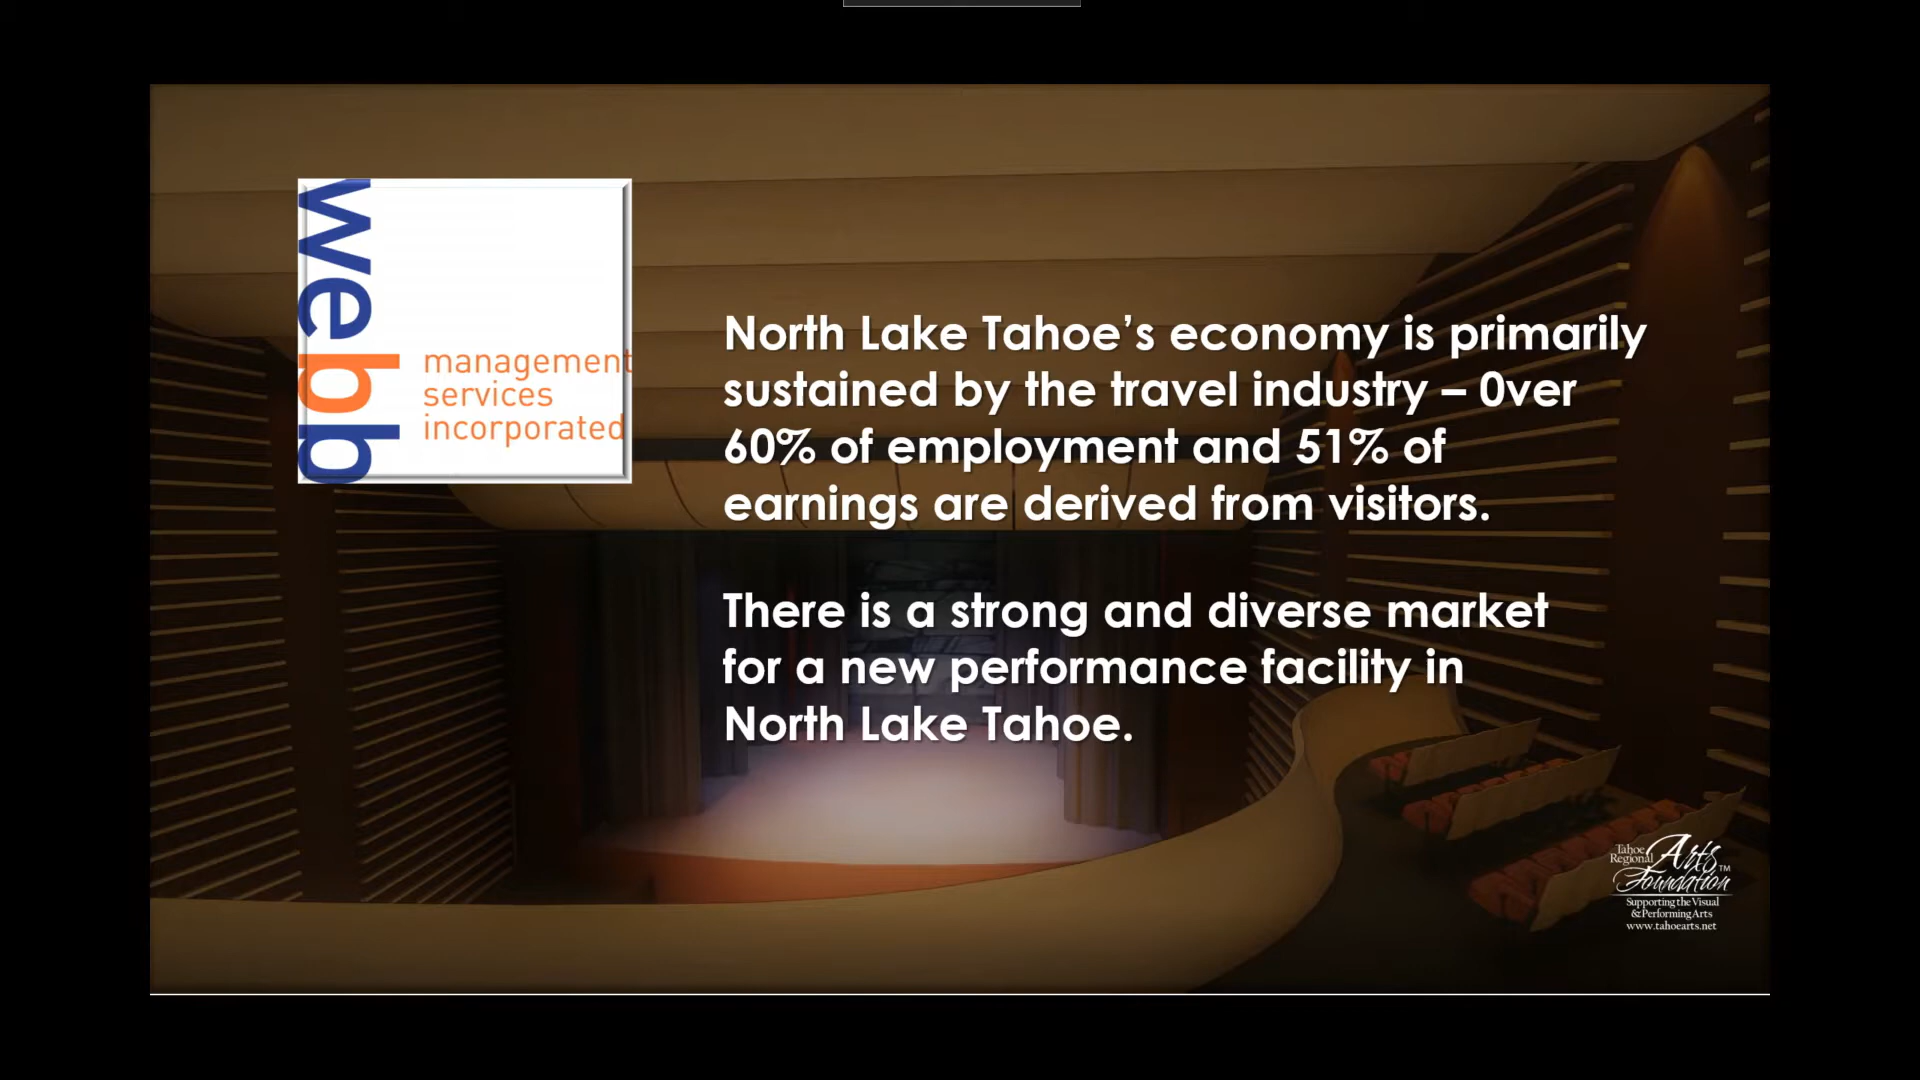 webb
management
services
incorporated
North Lake Tahoe’s economy is primarily
sustained by the travel industry – 0ver
60% of employment and 51% of
earnings are derived from visitors.
There is a strong and diverse market
for a new performance facility in
North Lake Tahoe.
Tahoe
Regional Arts™
Foundation
Supporting the Visual
& Performing Arts
www.tahoearts.net